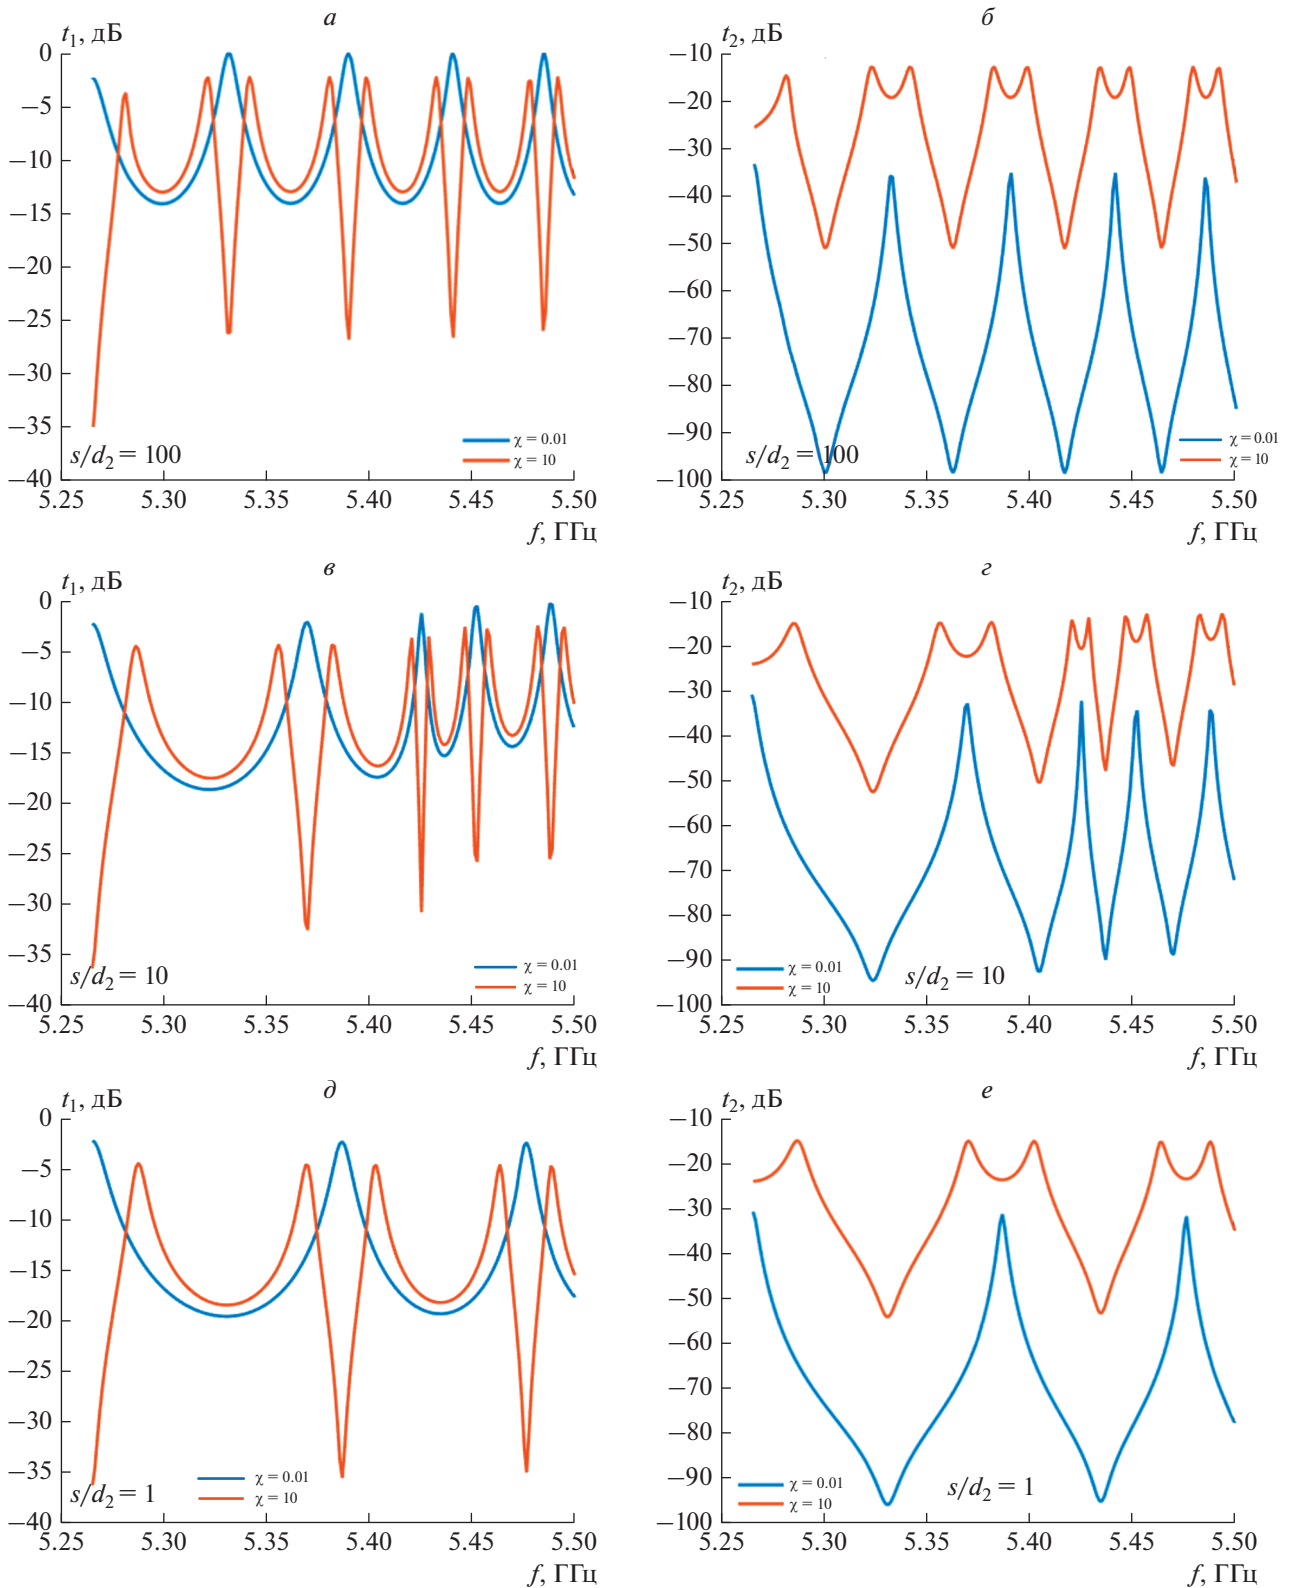 а
t₁, дБ
0
−5
−10
−15
−20
−25
−30
−35
−40
s/d₂ = 100
χ = 0.01
χ = 10
5.25 5.30 5.35 5.40 5.45 5.50
f, ГГц
б
t₂, дБ
−10
−20
−30
−40
−50
−60
−70
−80
−90
−100
s/d₂ = 100
χ = 0.01
χ = 10
5.25 5.30 5.35 5.40 5.45 5.50
f, ГГц
в
t₁, дБ
0
−5
−10
−15
−20
−25
−30
−35
−40
s/d₂ = 10
χ = 0.01
χ = 10
5.25 5.30 5.35 5.40 5.45 5.50
f, ГГц
г
t₂, дБ
−10
−20
−30
−40
−50
−60
−70
−80
−90
−100
χ = 0.01
χ = 10
s/d₂ = 10
5.25 5.30 5.35 5.40 5.45 5.50
f, ГГц
д
t₁, дБ
0
−5
−10
−15
−20
−25
−30
−35
−40
s/d₂ = 1
χ = 0.01
χ = 10
5.25 5.30 5.35 5.40 5.45 5.50
f, ГГц
е
t₂, дБ
−10
−20
−30
−40
−50
−60
−70
−80
−90
−100
χ = 0.01
χ = 10
s/d₂ = 1
5.25 5.30 5.35 5.40 5.45 5.50
f, ГГц